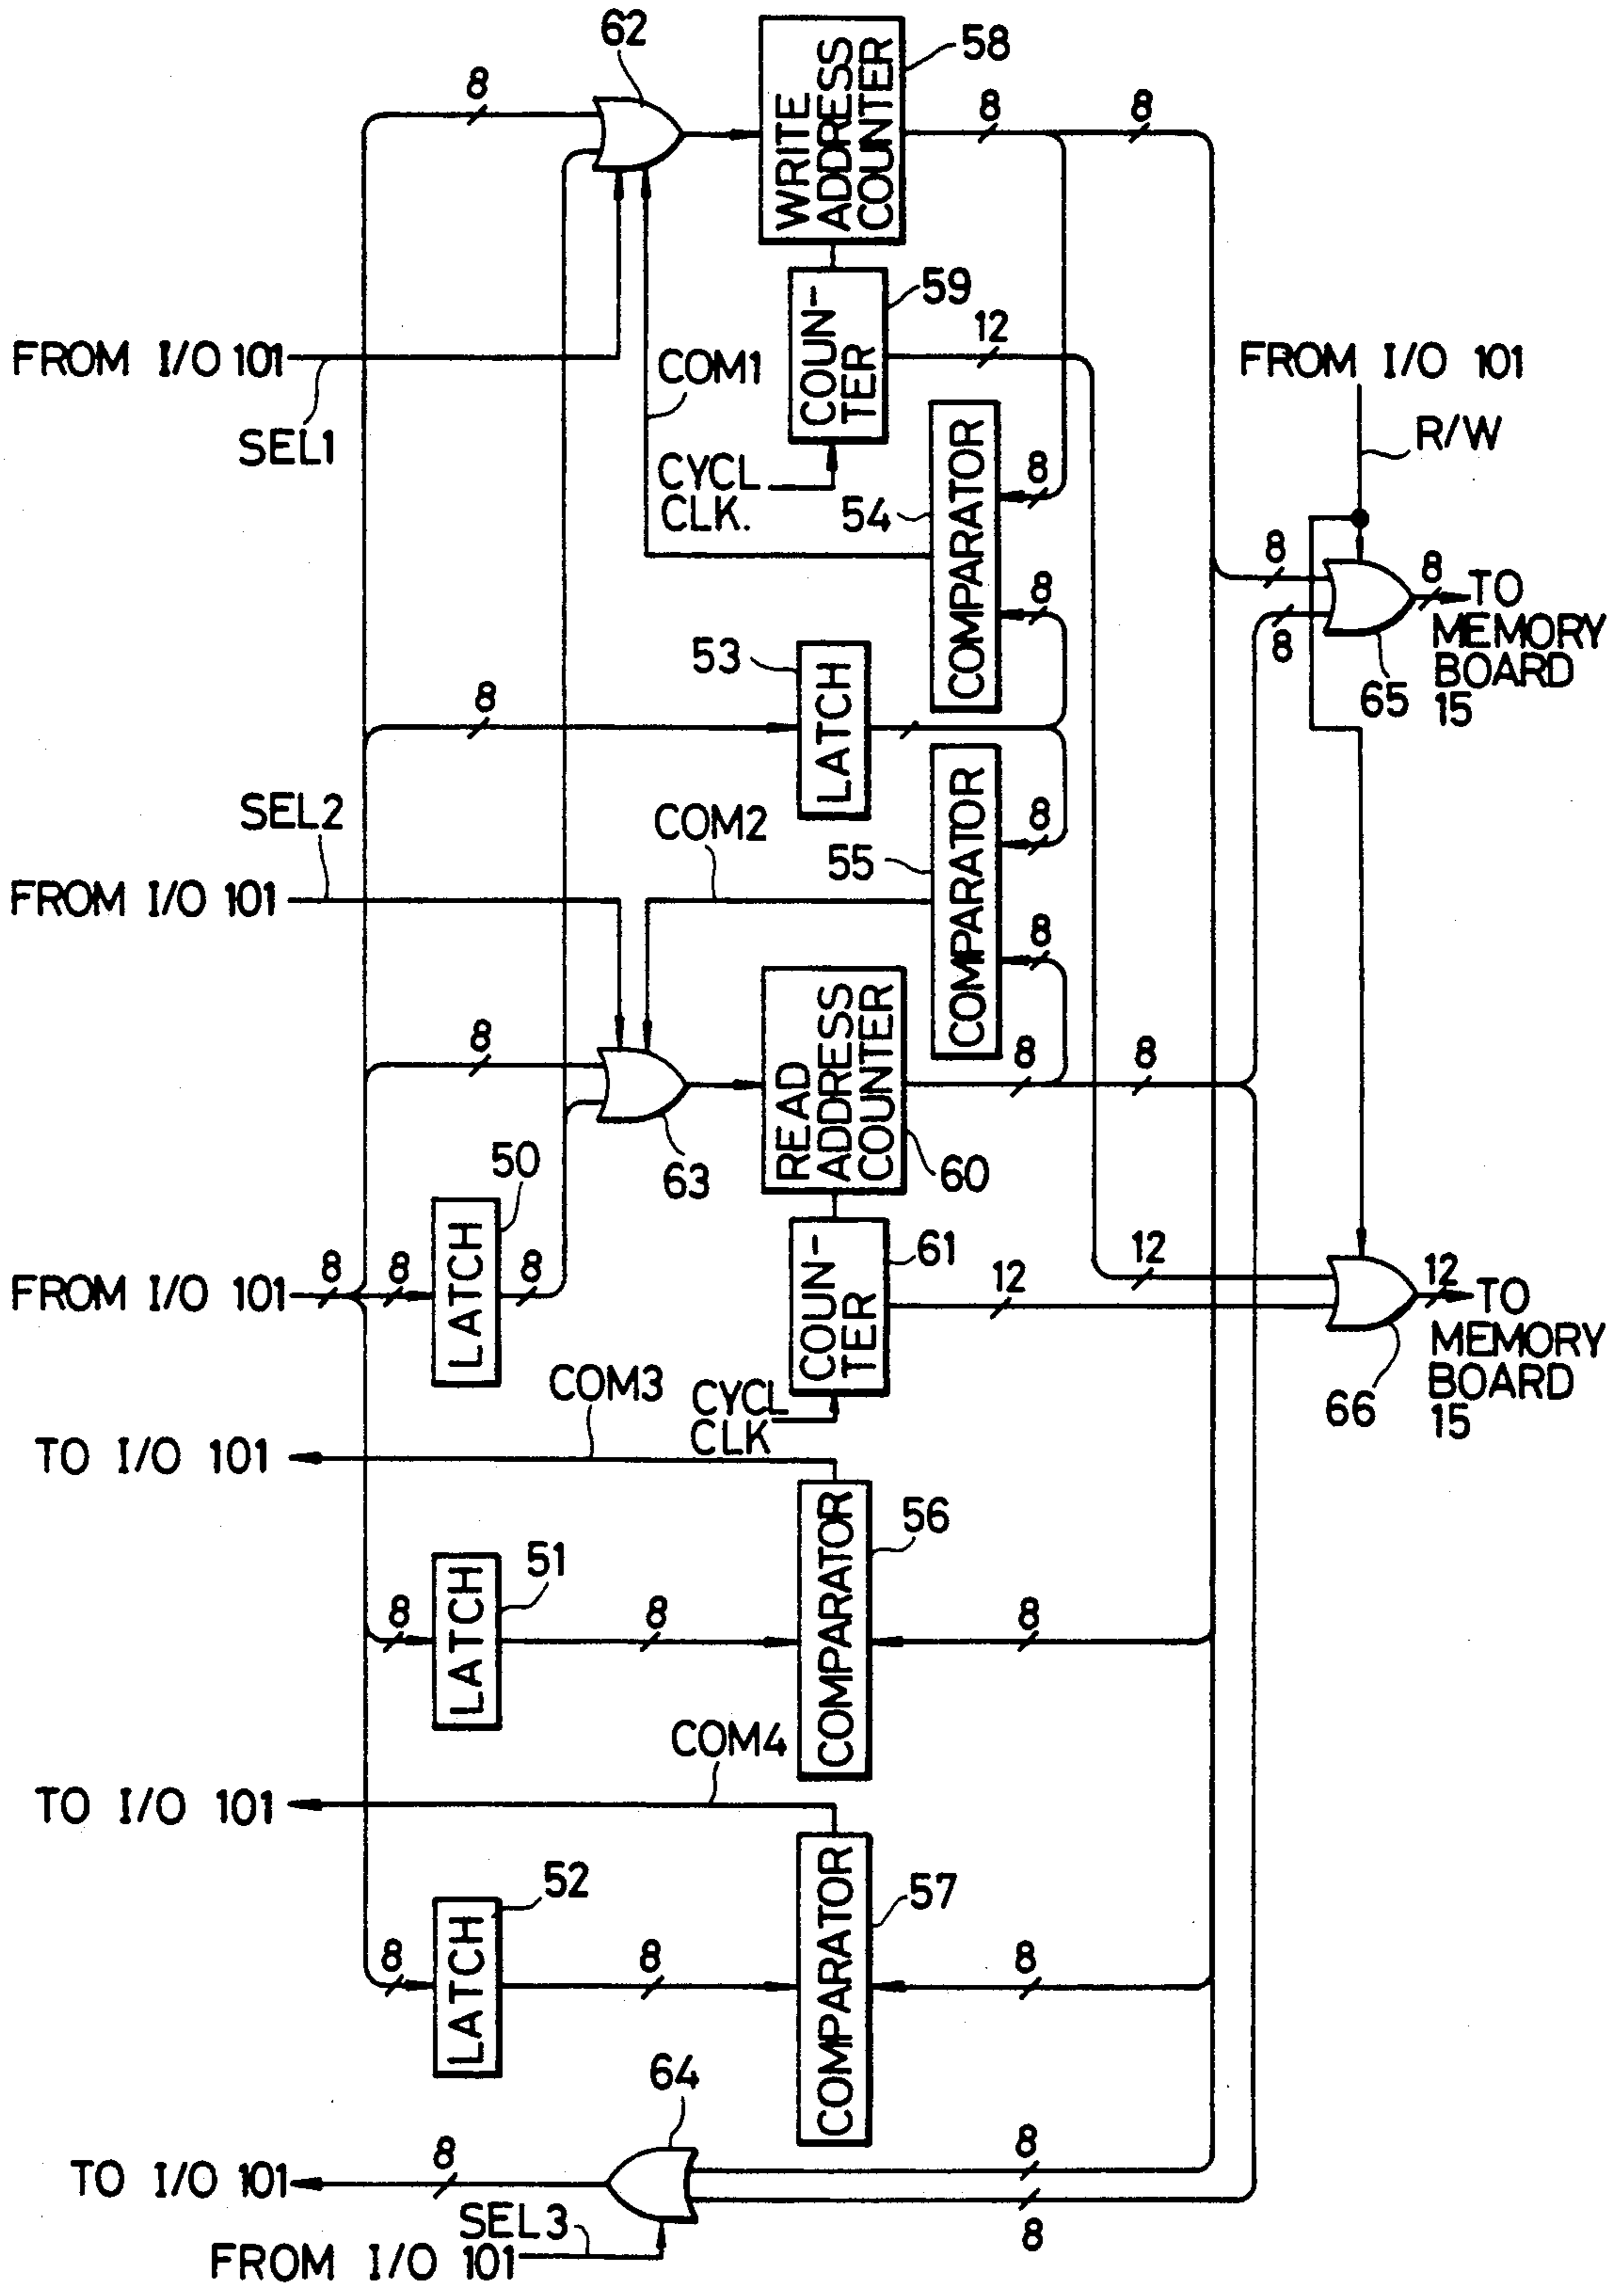 62
58
8
WRITE
ADDRESS
COUNTER
8
8
59
COUN-
TER
12
FROM I/O 101
SEL1
COM1
CYCL
CLK.
FROM I/O 101
R/W
54
COMPARATOR
8
8
8
8
8
TO
MEMORY
BOARD
15
65
53
LATCH
8
SEL2
COM2
FROM I/O 101
55
COMPARATOR
8
8
8
READ
ADDRESS
COUNTER
60
8
8
63
50
LATCH
FROM I/O 101
8
8
8
COUN-
TER
61
12
12
12
TO
MEMORY
BOARD
15
66
COM3
CYCL
CLK
TO I/O 101
56
COMPARATOR
51
LATCH
8
8
8
COM4
TO I/O 101
57
COMPARATOR
52
LATCH
8
8
8
64
8
8
8
TO I/O 101
SEL3
FROM I/O 101